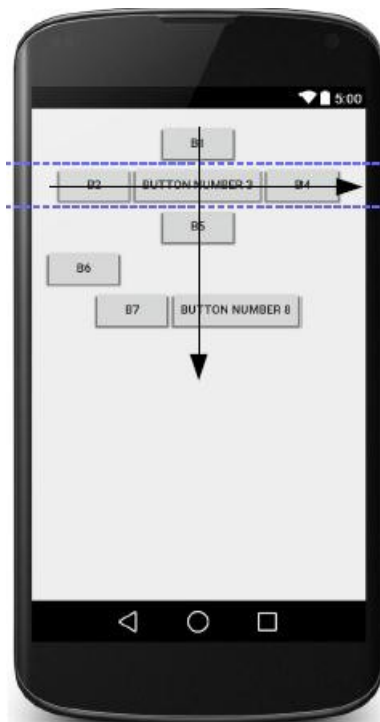 5:00
B1
B2 BUTTON NUMBER 3 B4
B5
B6
B7 BUTTON NUMBER 8